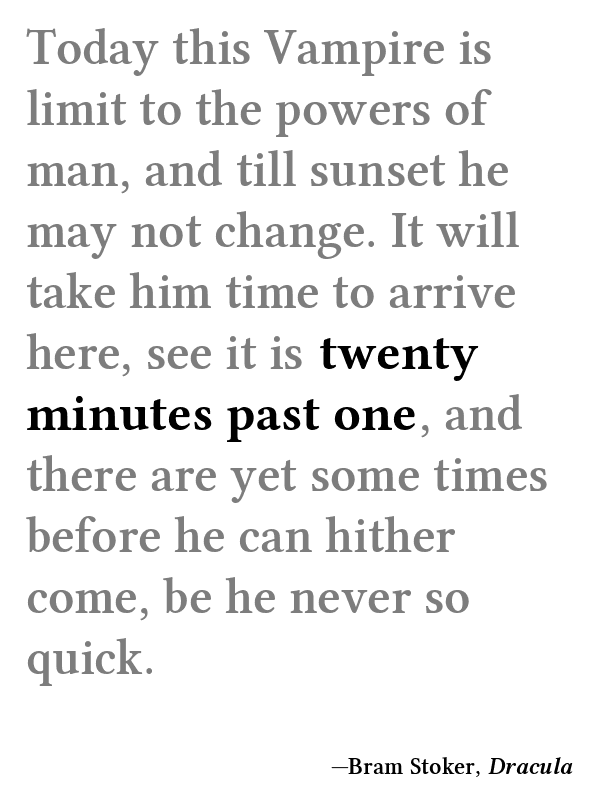 Today this Vampire is
limit to the powers of
man, and till sunset he
may not change. It will
take him time to arrive
here, see it is twenty
minutes past one, and
there are yet some times
before he can hither
come, be he never so
quick.
—Bram Stoker, Dracula